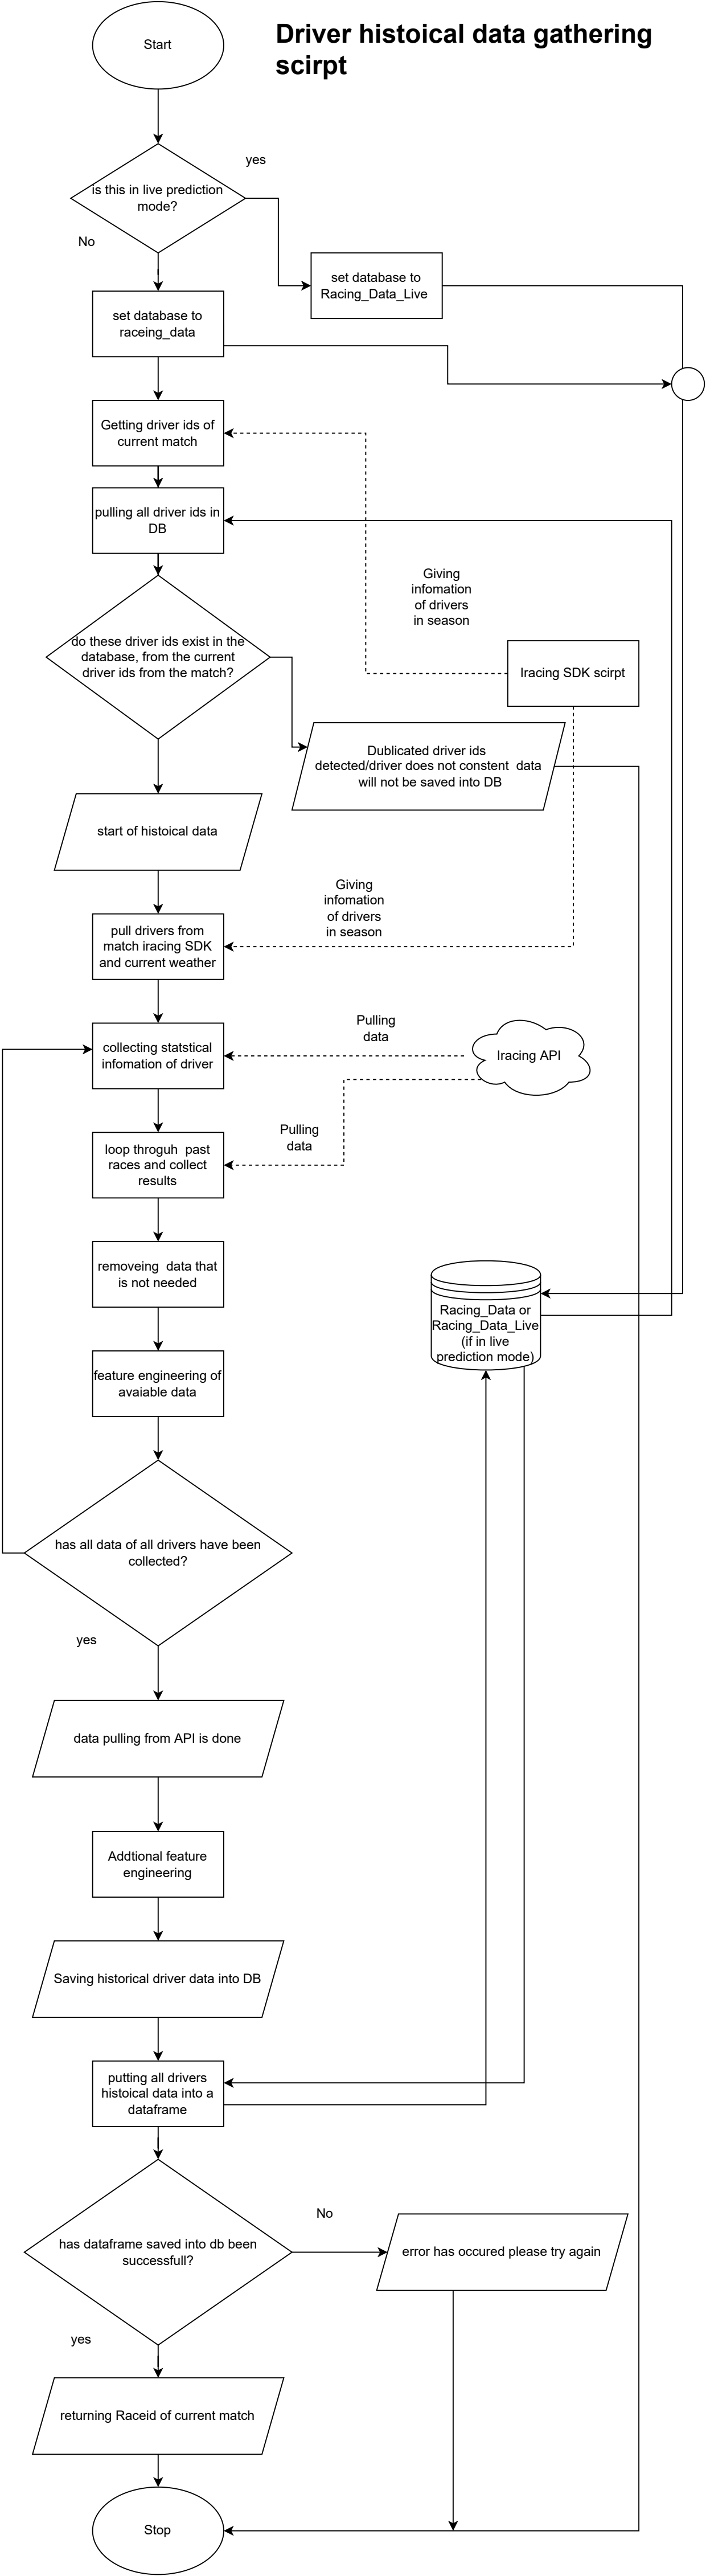 Driver histoical data gathering
scirpt
Start
yes
is this in live prediction
mode?
No
set database to
Racing_Data_Live
set database to
raceing_data
Getting driver ids of
current match
pulling all driver ids in
DB
Giving
infomation
of drivers
in season
do these driver ids exist in the
database, from the current
driver ids from the match?
Iracing SDK scirpt
Dublicated driver ids
detected/driver does not constent  data
will not be saved into DB
start of histoical data
Giving
infomation
of drivers
in season
pull drivers from
match iracing SDK
and current weather
Pulling
data
collecting statstical
infomation of driver
Iracing API
Pulling
data
loop throguh  past
races and collect
results
removeing  data that
is not needed
Racing_Data or
Racing_Data_Live
(if in live
prediction mode)
feature engineering of
avaiable data
has all data of all drivers have been
collected?
yes
data pulling from API is done
Addtional feature
engineering
Saving historical driver data into DB
putting all drivers
histoical data into a
dataframe
No
has dataframe saved into db been
successfull?
error has occured please try again
yes
returning Raceid of current match
Stop